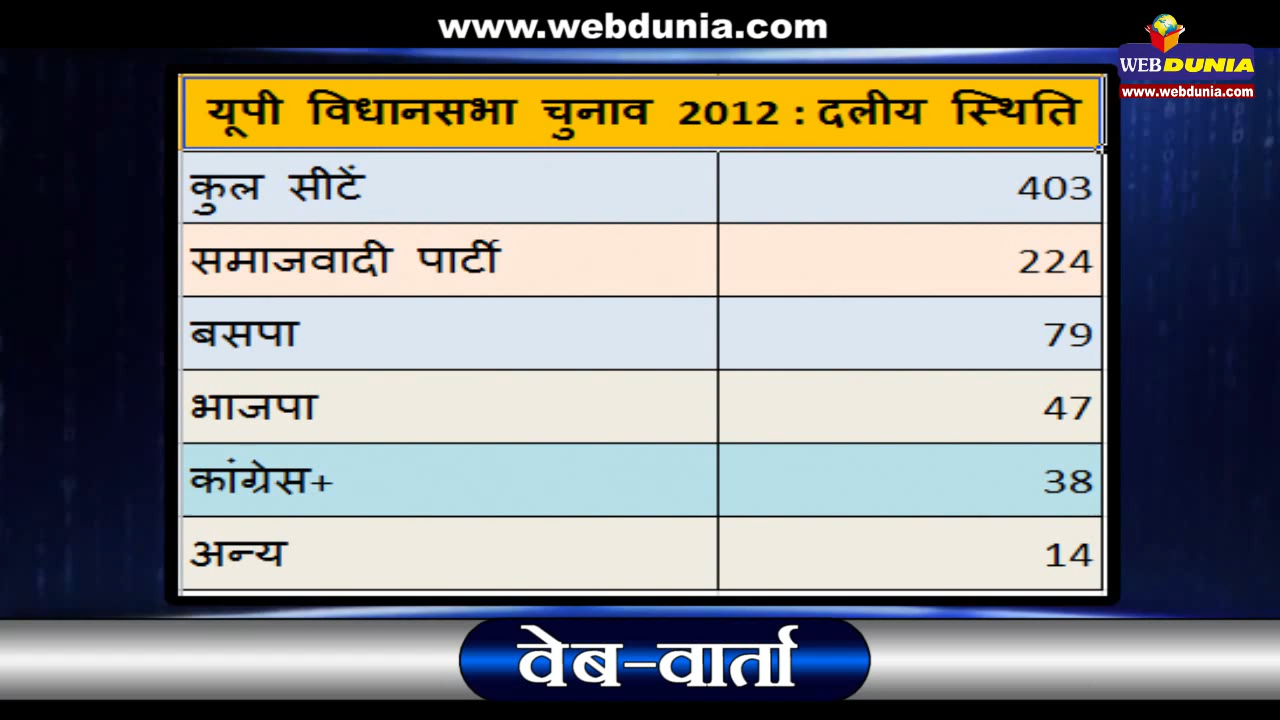 www.webdunia.com
WEBDUNIA
www.webdunia.com
यूपी विधानसभा चुनाव 2012 : दलीय स्थिति
कुल सीटें 403
समाजवादी पार्टी 224
बसपा 79
भाजपा 47
कांग्रेस+ 38
अन्य 14
वेब-वार्ता